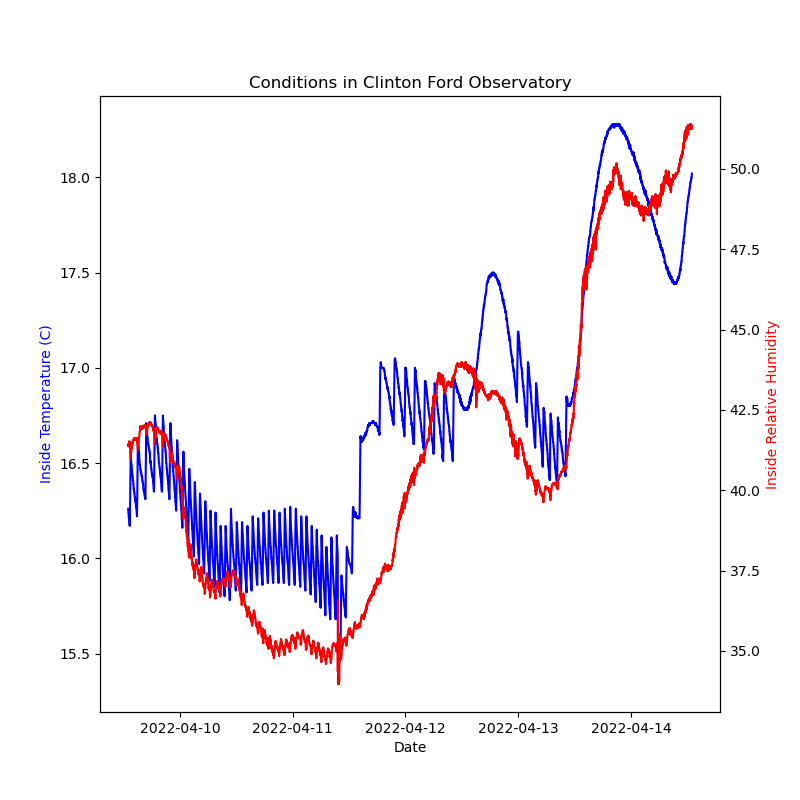 Conditions in Clinton Ford Observatory
Inside Temperature (C)
18.0
17.5
17.0
16.5
16.0
15.5
50.0
47.5
45.0
42.5
40.0
37.5
35.0
Inside Relative Humidity
2022-04-10 2022-04-11 2022-04-12 2022-04-13 2022-04-14
Date